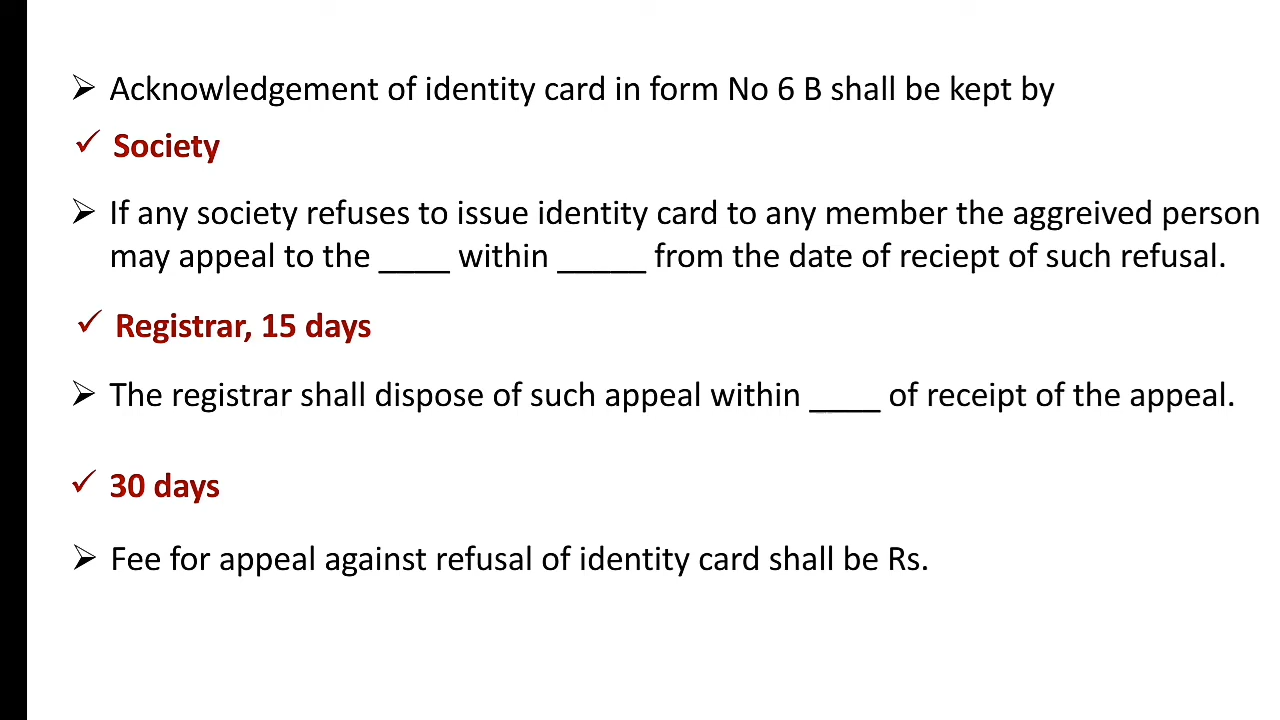 ➢ Acknowledgement of identity card in form No 6 B shall be kept by
✓ Society
➢ If any society refuses to issue identity card to any member the aggreived person
may appeal to the ____ within _____ from the date of reciept of such refusal.
✓ Registrar, 15 days
➢ The registrar shall dispose of such appeal within ____ of receipt of the appeal.
✓ 30 days
➢ Fee for appeal against refusal of identity card shall be Rs.